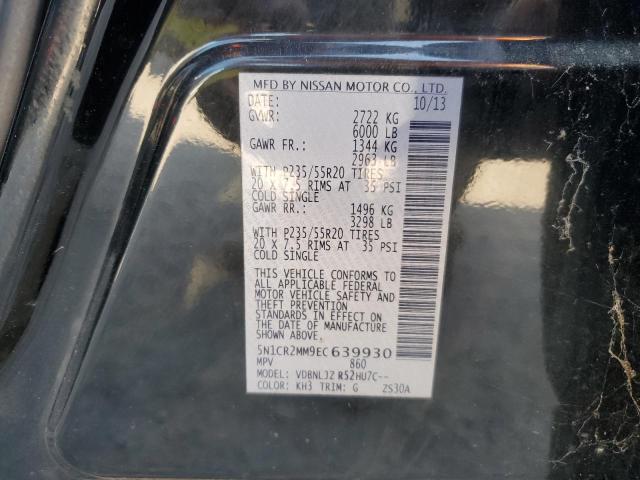 MFD BY NISSAN MOTOR CO., LTD.
DATE: 10/13
GVWR: 2722 KG
6000 LB
GAWR FR.: 1344 KG
2963 LB
WITH P235/55R20 TIRES
20 X 7.5 RIMS AT 35 PSI
COLD SINGLE
GAWR RR.: 1496 KG
3298 LB
WITH P235/55R20 TIRES
20 X 7.5 RIMS AT 35 PSI
COLD SINGLE
THIS VEHICLE CONFORMS TO
ALL APPLICABLE FEDERAL
MOTOR VEHICLE SAFETY AND
THEFT PREVENTION
STANDARDS IN EFFECT ON
THE DATE OF MANUFACTURE
SHOWN ABOVE.
5N1CR2MM9EC639930
MPV 860
MODEL: VDBNLJZ R52HU7C--
COLOR: KH3 TRIM: G ZS30A